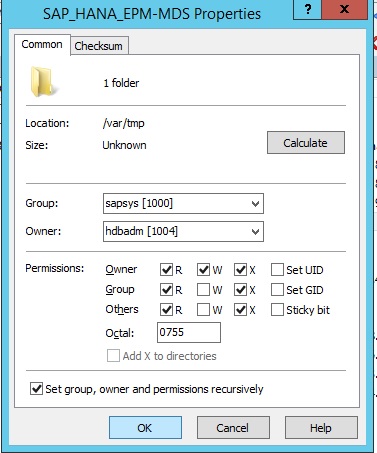 SAP_HANA_EPM-MDS Properties
? x
Common Checksum
1 folder
Location: /var/tmp
Size: Unknown Calculate
Group: sapsys [1000]
Owner: hdbadm [1004]
Permissions: Owner R W X Set UID
Group R W X Set GID
Others R W X Sticky bit
Octal: 0755
Add X to directories
Set group, owner and permissions recursively
OK Cancel Help